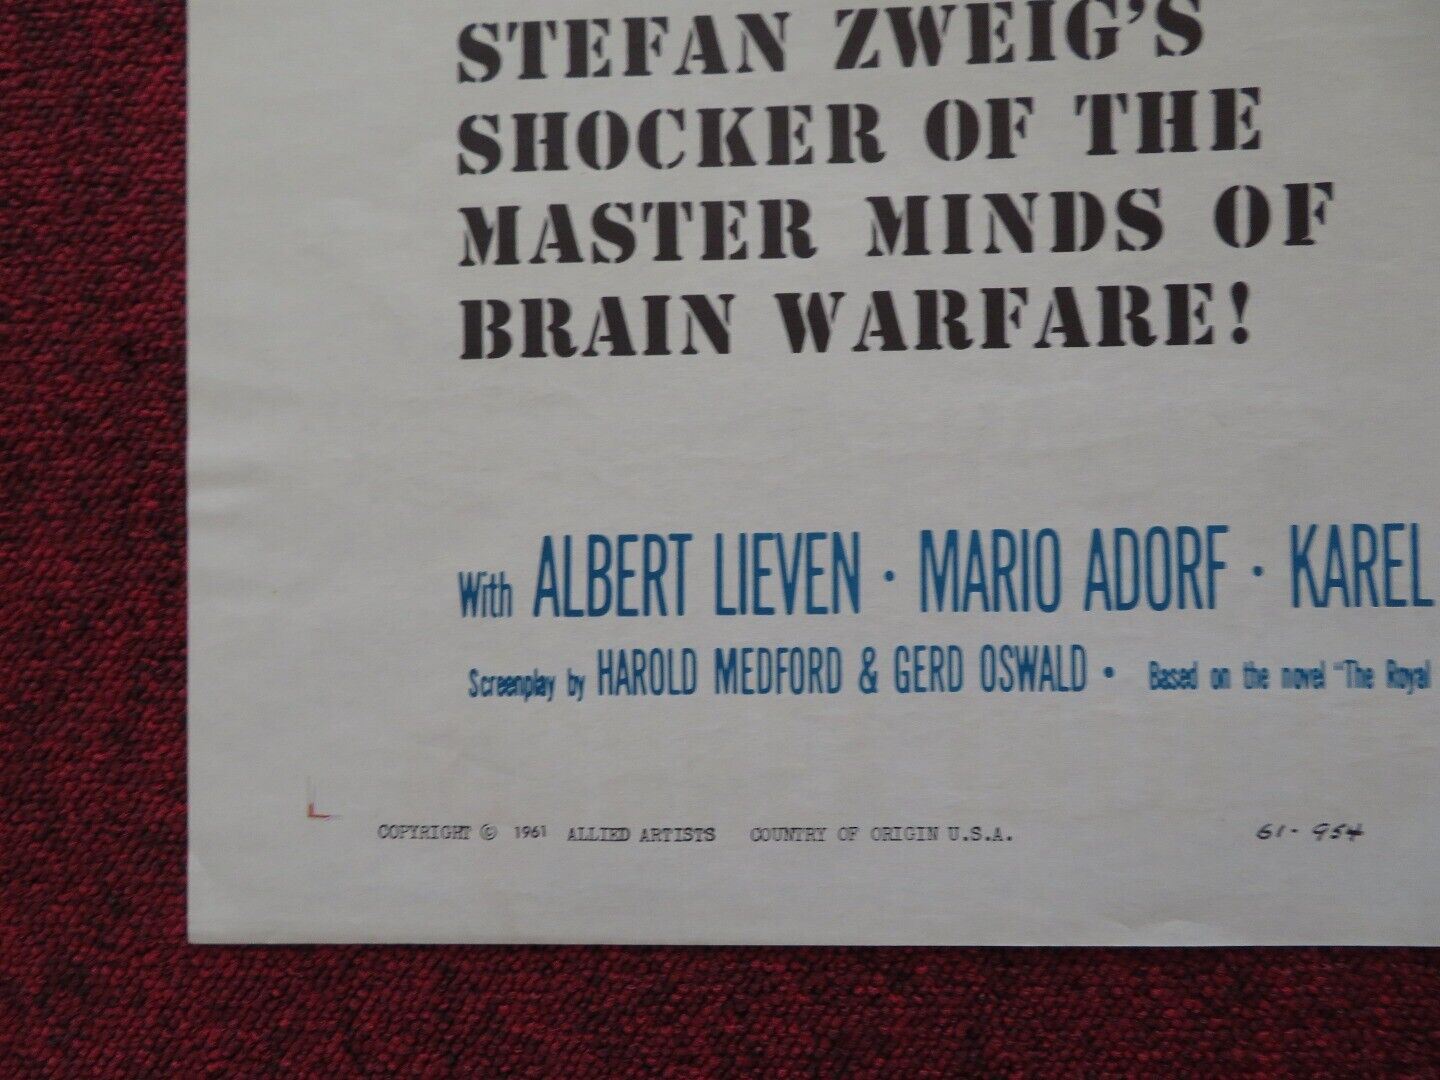 STEFAN ZWEIG'S
SHOCKER OF THE
MASTER MINDS OF
BRAIN WARFARE!
With ALBERT LIEVEN · MARIO ADORF · KAREL
Screenplay by HAROLD MEDFORD & GERD OSWALD • Based on the novel "The Royal
COPYRIGHT © 1961 ALLIED ARTISTS COUNTRY OF ORIGIN U.S.A. 61-954